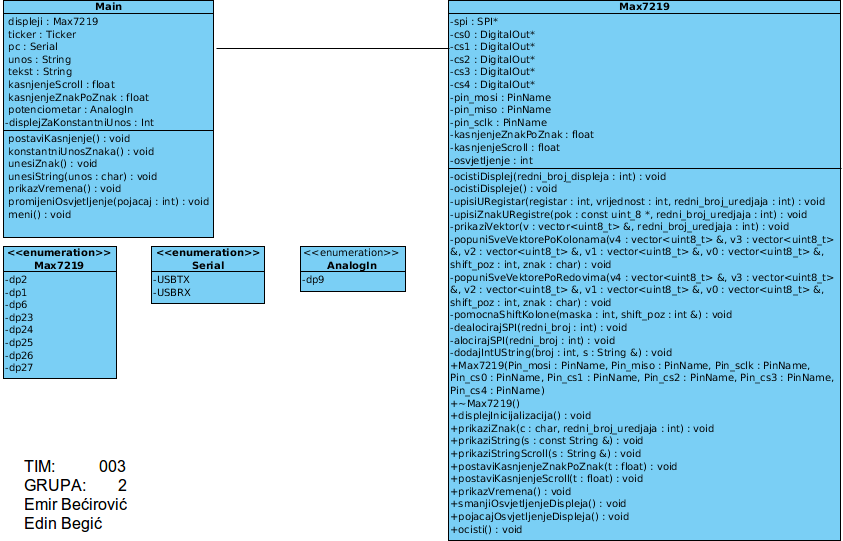 Main
displeji : Max7219
ticker : Ticker
pc : Serial
unos : String
tekst : String
kasnjenjeScroll : float
kasnjenjeZnakPoZnak : float
potenciometar : AnalogIn
-displejZaKonstantniUnos : Int
postaviKasnjenje() : void
konstantniUnosZnaka() : void
unesiZnak() : void
unesiString(unos : char) : void
prikazVremena() : void
promijeniOsvjetljenje(pojacaj : int) : void
meni() : void
<<enumeration>>
Max7219
-dp2
-dp1
-dp6
-dp23
-dp24
-dp25
-dp26
-dp27
<<enumeration>>
Serial
-USBTX
-USBRX
<<enumeration>>
AnalogIn
-dp9
Max7219
-spi : SPI*
-cs0 : DigitalOut*
-cs1 : DigitalOut*
-cs2 : DigitalOut*
-cs3 : DigitalOut*
-cs4 : DigitalOut*
-pin_mosi : PinName
-pin_miso : PinName
-pin_sclk : PinName
-kasnjenjeZnakPoZnak : float
-kasnjenjeScroll : float
-osvjetljenje : int
-ocistiDisplej(redni_broj_displeja : int) : void
-ocistiDispleje() : void
-upisiURegistar(registar : int, vrijednost : int, redni_broj_uredjaja : int) : void
-upisiZnakURegistre(pok : const uint_8 *, redni_broj_uredjaja : int) : void
-prikaziVektor(v : vector<uint8_t> &, redni_broj_uredjaja : int) : void
-popuniSveVektorePoKolonama(v4 : vector<uint8_t> &, v3 : vector<uint8_t>
&, v2 : vector<uint8_t> &, v1 : vector<uint8_t> &, v0 : vector<uint8_t> &,
shift_poz : int, znak : char) : void
-popuniSveVektorePoRedovima(v4 : vector<uint8_t> &, v3 : vector<uint8_t>
&, v2 : vector<uint8_t> &, v1 : vector<uint8_t> &, v0 : vector<uint8_t> &,
shift_poz : int, znak : char) : void
-pomocnaShiftKolone(maska : int, shift_poz : int &) : void
-dealocirajSPI(redni_broj : int) : void
-alocirajSPI(redni_broj : int) : void
-dodajIntUString(broj : int, s : String &) : void
+Max7219(Pin_mosi : PinName, Pin_miso : PinName, Pin_sclk : PinName,
Pin_cs0 : PinName, Pin_cs1 : PinName, Pin_cs2 : PinName, Pin_cs3 : PinName,
Pin_cs4 : PinName)
+~Max7219()
+displejInicijalizacija() : void
+prikaziZnak(c : char, redni_broj_uredjaja : int) : void
+prikaziString(s : const String &) : void
+prikaziStringScroll(s : String &) : void
+postaviKasnjenjeZnakPoZnak(t : float) : void
+postaviKasnjenjeScroll(t : float) : void
+prikazVremena() : void
+smanjiOsvjetljenjeDispleja() : void
+pojacajOsvjetljenjeDispleja() : void
+ocisti() : void
TIM: 003
GRUPA: 2
Emir Bećirović
Edin Begić